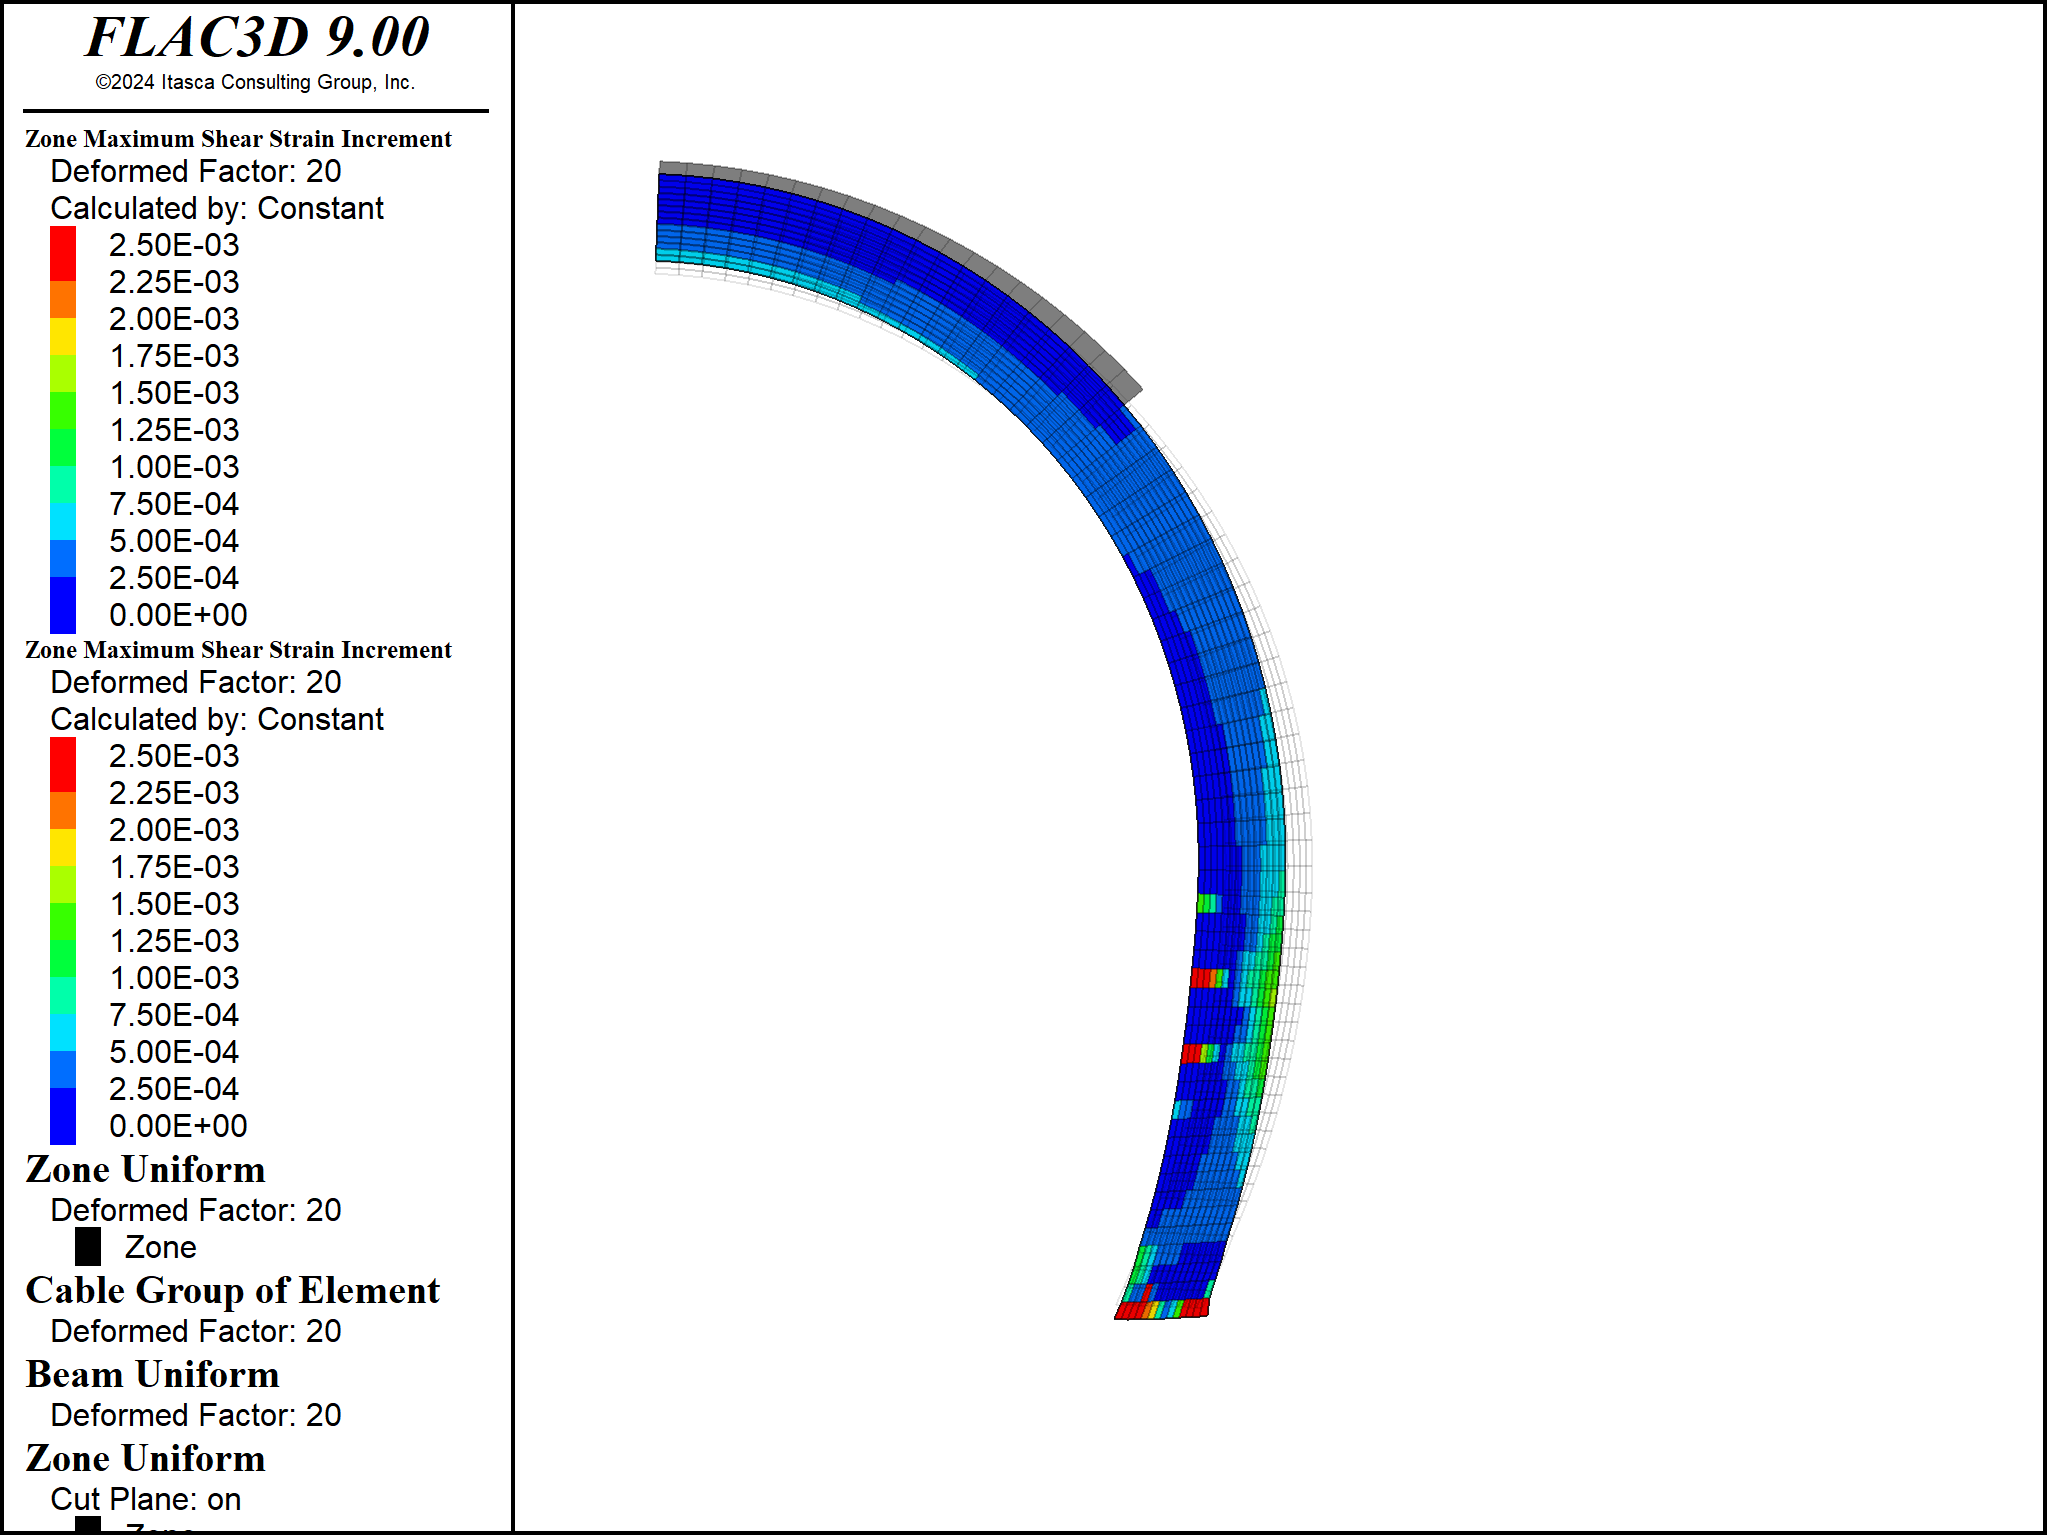 FLAC3D 9.00
©2024 Itasca Consulting Group, Inc.
Zone Maximum Shear Strain Increment
Deformed Factor: 20
Calculated by: Constant
2.50E-03
2.25E-03
2.00E-03
1.75E-03
1.50E-03
1.25E-03
1.00E-03
7.50E-04
5.00E-04
2.50E-04
0.00E+00
Zone Maximum Shear Strain Increment
Deformed Factor: 20
Calculated by: Constant
2.50E-03
2.25E-03
2.00E-03
1.75E-03
1.50E-03
1.25E-03
1.00E-03
7.50E-04
5.00E-04
2.50E-04
0.00E+00
Zone Uniform
Deformed Factor: 20
Zone
Cable Group of Element
Deformed Factor: 20
Beam Uniform
Deformed Factor: 20
Zone Uniform
Cut Plane: on
Zone